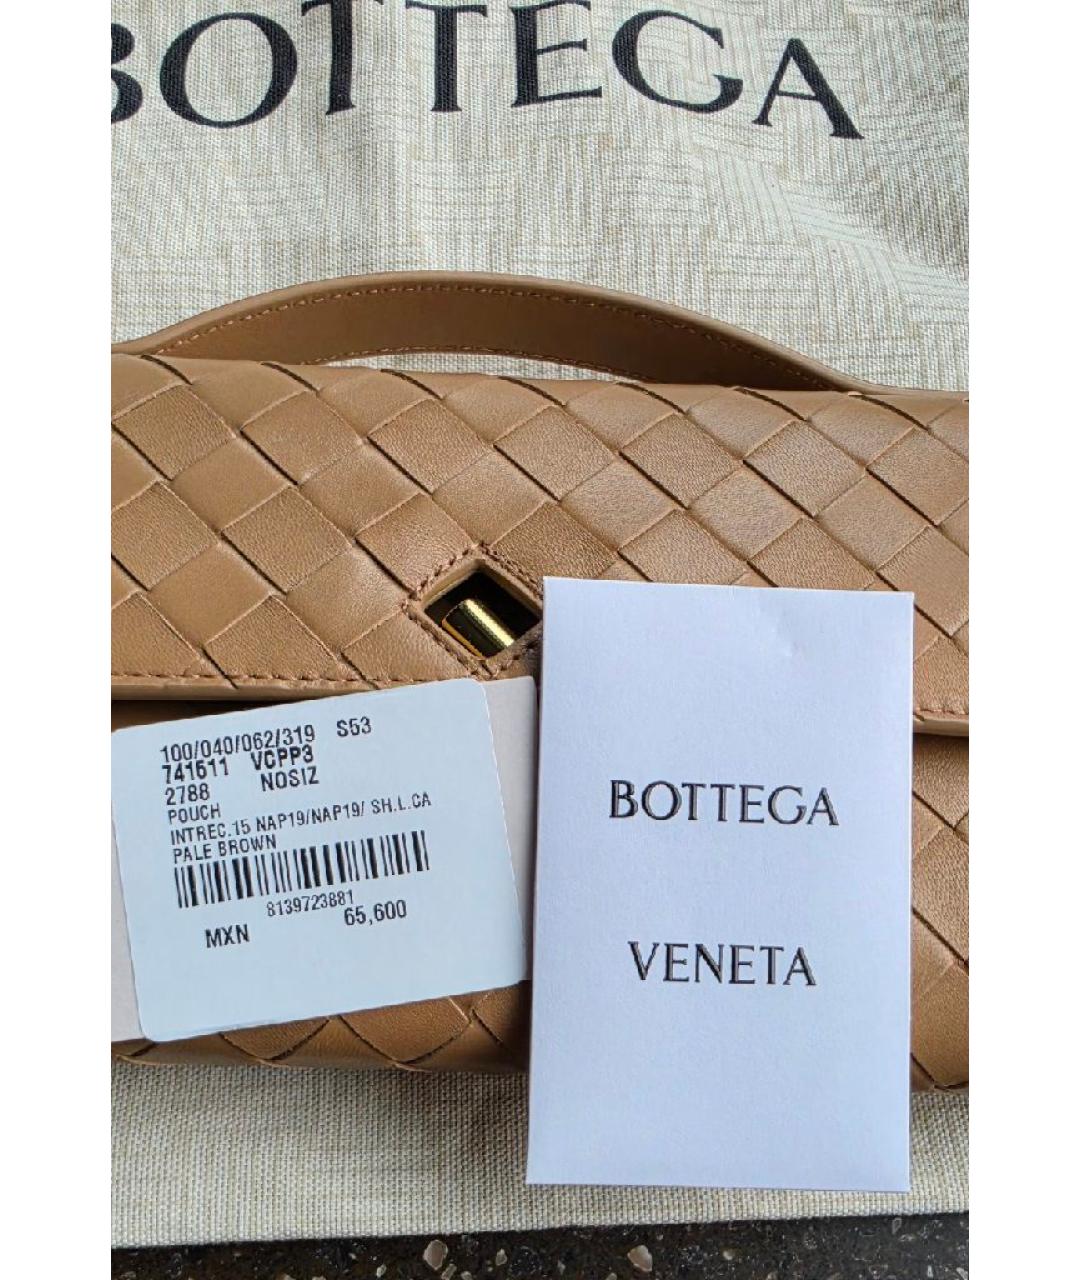 BOTTEGA
100/040/062/319 S53
741511 VCPP3
2788 NOSIZ
POUCH
INTREC.15 NAP19/NAP19/ SH.L.CA
PALE BROWN
8139723881
MXN 65,600
BOTTEGA
VENETA